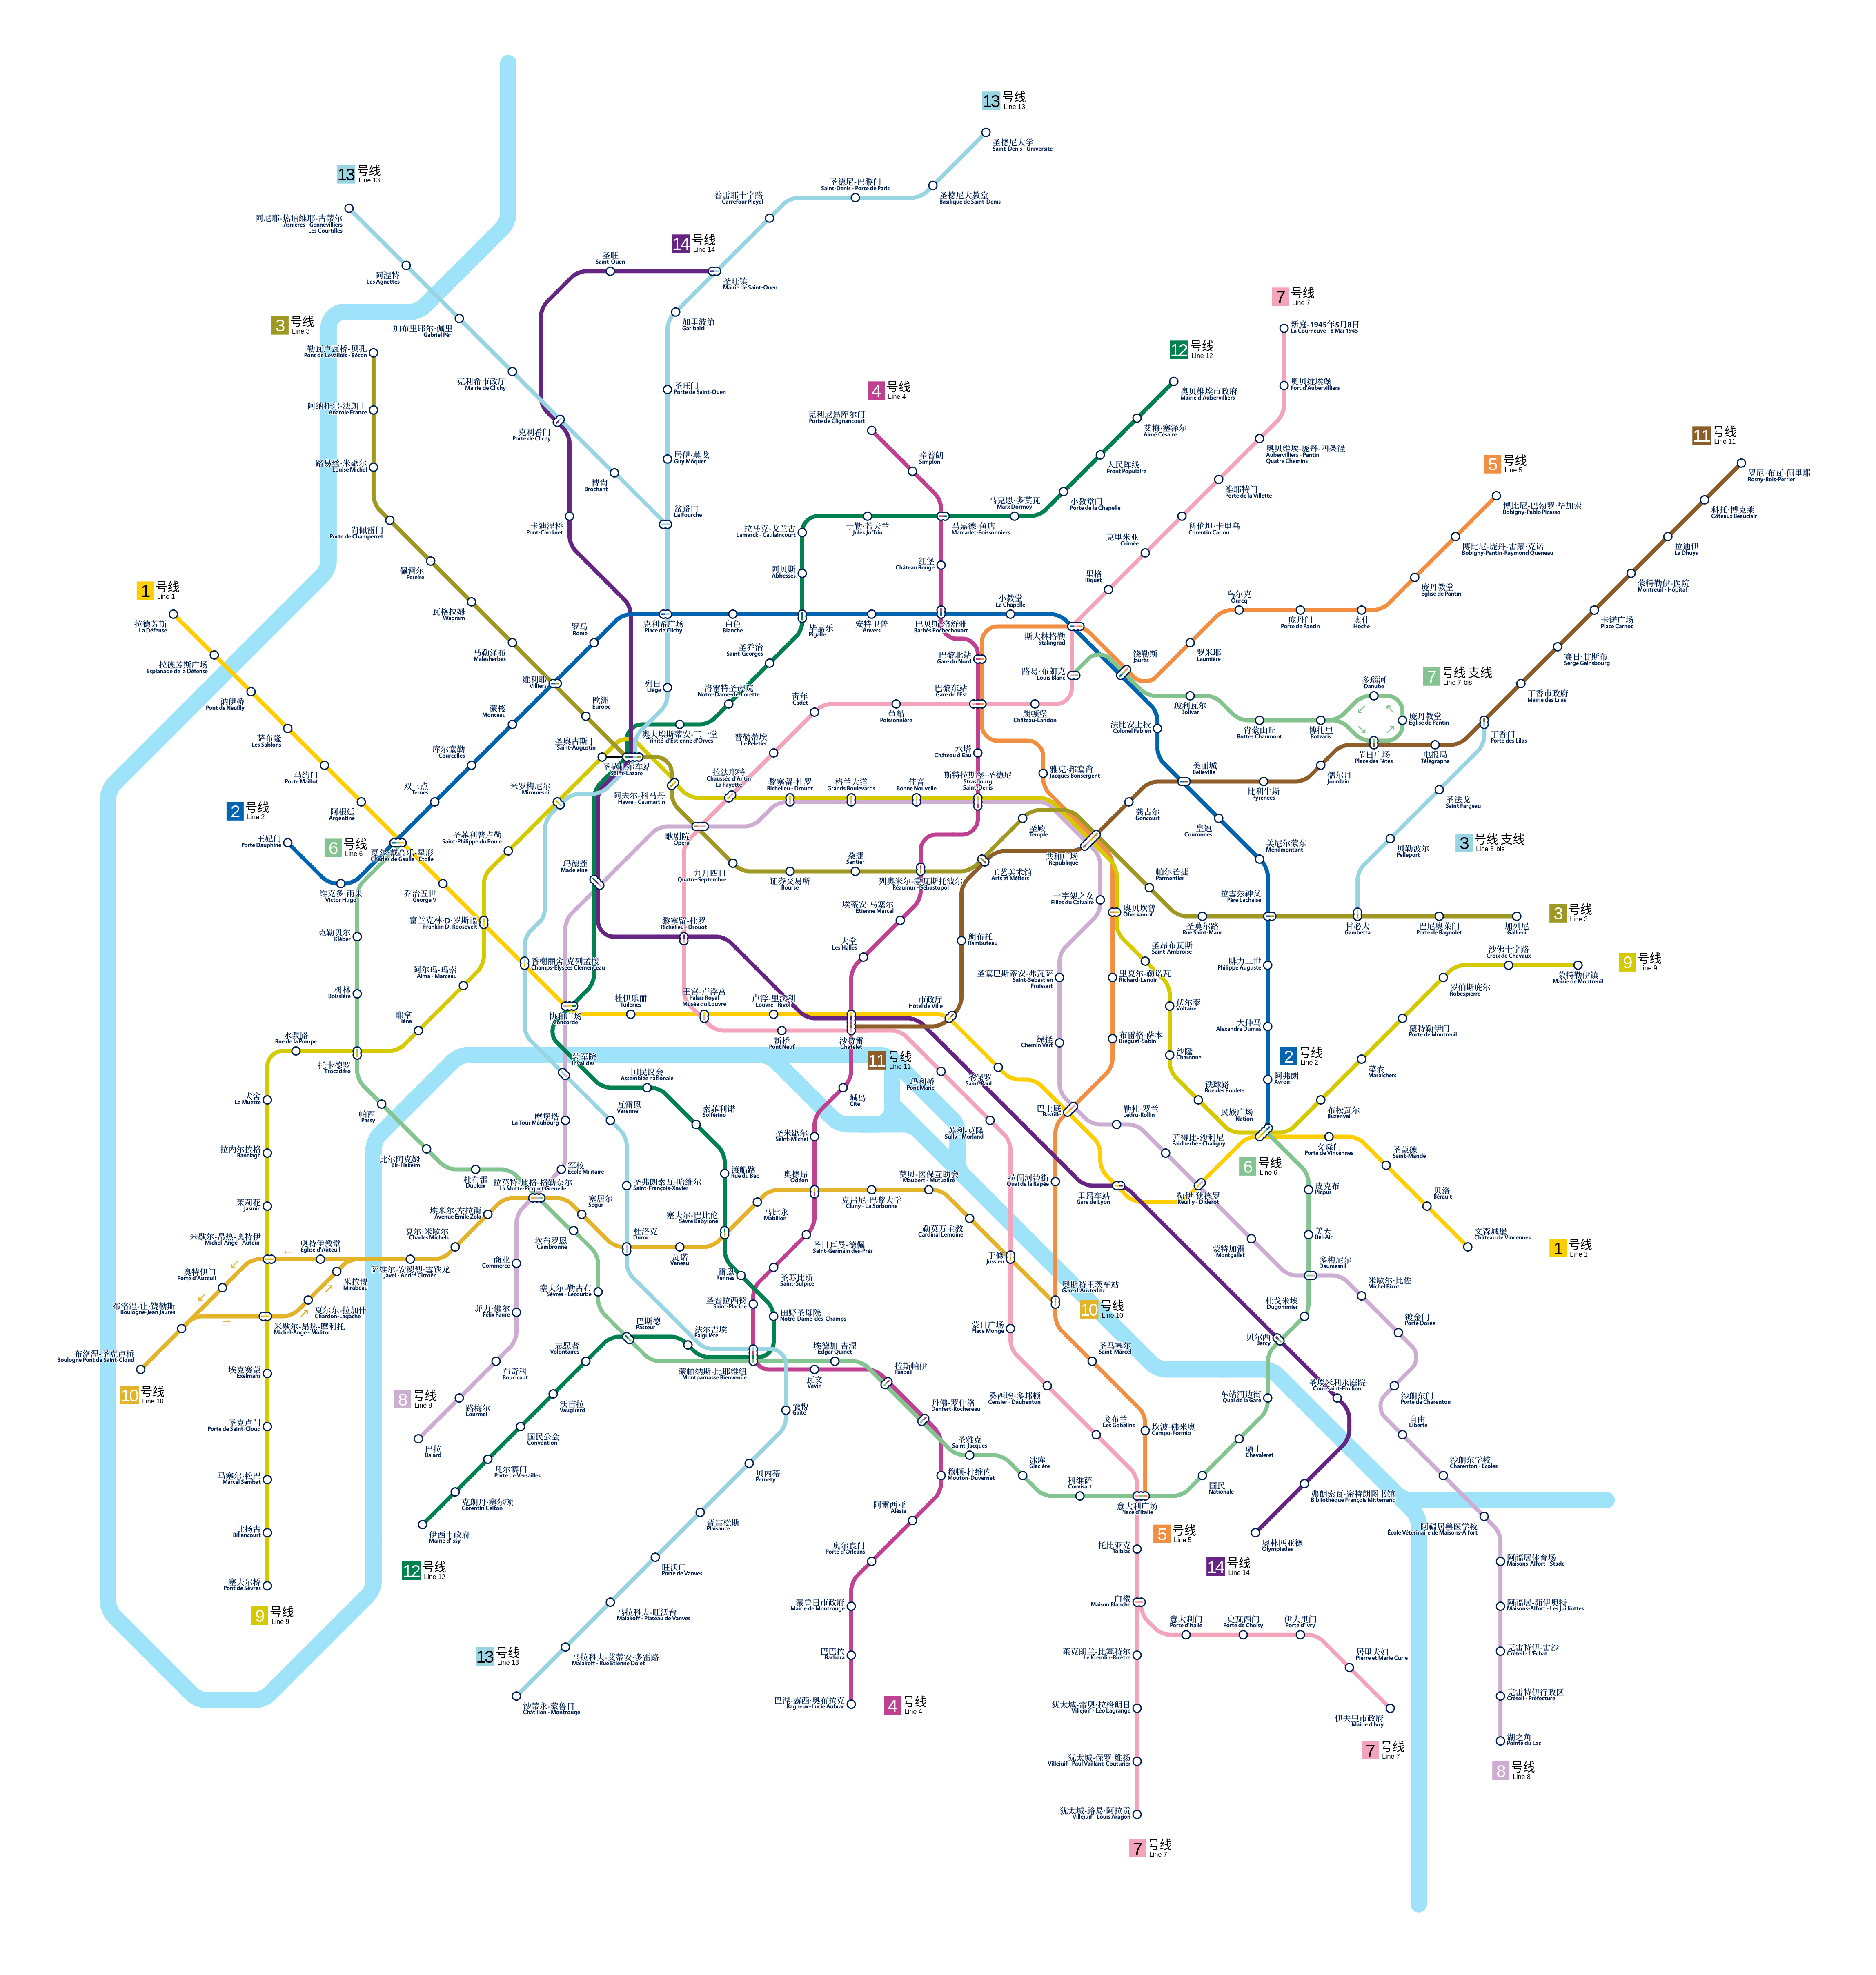 13 号线
Line 13
圣德尼大学
Saint-Denis - Université
13 号线
Line 13
圣德尼-巴黎门
Saint-Denis - Porte de Paris
普雷耶十字路
Carrefour Pleyel
圣德尼大教堂
Basilique de Saint-Denis
阿尼耶-热讷维耶-古蒂尔
Asnières - Gennevilliers
Les Courtilles
14 号线
Line 14
圣旺
Saint-Ouen
阿涅特
Les Agnettes
圣旺镇
Mairie de Saint-Ouen
7 号线
Line 7
3 号线
Line 3
加布里耶尔·佩里
Gabriel Péri
加里波第
Garibaldi
新庭-1945年5月8日
La Courneuve - 8 Mai 1945
勒瓦卢瓦桥-贝孔
Pont de Levallois - Bécon
12 号线
Line 12
克利希市政厅
Mairie de Clichy
圣旺门
Porte de Saint-Ouen
4 号线
Line 4
奥贝维埃市政府
Mairie d'Aubervilliers
奥贝维埃堡
Fort d'Aubervilliers
阿纳托尔·法朗士
Anatole France
克利希门
Porte de Clichy
克利尼昂库尔门
Porte de Clignancourt
艾梅·塞泽尔
Aimé Césaire
11 号线
Line 11
路易丝·米歇尔
Louise Michel
居伊·莫戈
Guy Môquet
辛普朗
Simplon
人民阵线
Front Populaire
奥贝维埃-庞丹-四条径
Aubervilliers - Pantin
Quatre Chemins
5 号线
Line 5
罗尼-布瓦-佩里耶
Rosny-Bois-Perrier
博尚
Brochant
维耶特门
Porte de la Villette
科托-博克莱
Côteaux Beauclair
岔路口
La Fourche
马克思·多莫瓦
Marx Dormoy
小教堂门
Porte de la Chapelle
博比尼-巴勃罗·毕加索
Bobigny-Pablo Picasso
尚佩雷门
Porte de Champerret
卡迪涅桥
Pont-Cardinet
拉马克-戈兰古
Lamarck - Caulaincourt
于勒·若夫兰
Jules Joffrin
马嘉德-鱼店
Marcadet-Poissonniers
科伦坦·卡里乌
Corentin Cariou
博比尼-庞丹-雷蒙·克诺
Bobigny-Pantin-Raymond Queneau
拉迪伊
La Dhuys
佩雷尔
Pereire
阿贝斯
Abbesses
红堡
Château Rouge
克里米亚
Crimée
庞丹教堂
Église de Pantin
蒙特勒伊-医院
Montreuil - Hôpital
1 号线
Line 1
瓦格拉姆
Wagram
里格
Riquet
乌尔克
Ourcq
庞丹门
Porte de Pantin
奥什
Hoche
卡诺广场
Place Carnot
拉德芳斯
La Défense
罗马
Rome
克利希广场
Place de Clichy
白色
Blanche
毕嘉乐
Pigalle
安特卫普
Anvers
巴贝斯-洛舒雅
Barbès Rochechouart
小教堂
La Chapelle
斯大林格勒
Stalingrad
饶勒斯
Jaurès
罗米耶
Laumière
赛日·甘斯布
Serge Gainsbourg
拉德芳斯广场
Esplanade de la Défense
马勒泽布
Malesherbes
圣乔治
Saint-Georges
巴黎北站
Gare du Nord
路易·布朗克
Louis Blanc
7 号线 支线
Line 7 bis
多瑙河
Danube
丁香市政府
Mairie des Lilas
讷伊桥
Pont de Neuilly
维利耶
Villiers
列日
Liège
洛雷特圣母院
Notre-Dame-de-Lorette
青年
Cadet
鱼船
Poissonnière
巴黎东站
Gare de l'Est
朗顿堡
Château-Landon
玻利瓦尔
Bolivar
肖蒙山丘
Buttes Chaumont
博扎里
Botzaris
庞丹教堂
Église de Pantin
节日广场
Place des Fêtes
电报局
Télégraphe
丁香门
Porte des Lilas
萨布隆
Les Sablons
蒙梭
Monceau
欧洲
Europe
奥夫埃斯蒂安-三一堂
Trinité-d'Estienne d'Orves
普勒蒂埃
Le Peletier
水塔
Château d'Eau
法比安上校
Colonel Fabien
马约门
Porte Maillot
库尔塞勒
Courcelles
圣奥古斯丁
Saint-Augustin
圣拉扎尔车站
Saint-Lazare
雅克·邦塞尚
Jacques Bonsergent
美丽城
Belleville
比利牛斯
Pyrénées
儒尔丹
Jourdain
圣法戈
Saint Fargeau
2 号线
Line 2
阿根廷
Argentine
双三点
Ternes
米罗梅尼尔
Miromesnil
阿夫尔-科马丹
Havre - Caumartin
拉法耶特
Chaussée d'Antin
La Fayette
黎塞留-杜罗
Richelieu - Drouot
格兰大道
Grands Boulevards
佳音
Bonne Nouvelle
斯特拉斯堡-圣德尼
Strasbourg
Saint-Denis
龚古尔
Goncourt
皇冠
Couronnes
王妃门
Porte Dauphine
6 号线
Line 6
夏尔·戴高乐-星形
Charles de Gaulle - Étoile
圣菲利普卢勒
Saint-Philippe du Roule
歌剧院
Opéra
圣殿
Temple
共和广场
République
美尼尔蒙东
Ménilmontant
贝勒波尔
Pelleport
3 号线 支线
Line 3 bis
维克多·雨果
Victor Hugo
乔治五世
George V
玛德莲
Madeleine
九月四日
Quatre-Septembre
证券交易所
Bourse
桑捷
Sentier
列奥米尔-塞瓦斯托波尔
Réaumur - Sébastopol
工艺美术馆
Arts et Métiers
帕尔芒捷
Parmentier
拉雪兹神父
Père Lachaise
富兰克林·D·罗斯福
Franklin D. Roosevelt
黎塞留-杜罗
Richelieu - Drouot
埃蒂安·马塞尔
Étienne Marcel
十字架之女
Filles du Calvaire
奥贝坎普
Oberkampf
圣莫尔路
Rue Saint-Maur
甘必大
Gambetta
巴尼奥莱门
Porte de Bagnolet
加列尼
Gallieni
3 号线
Line 3
克勒贝尔
Kléber
香榭丽舍-克列孟梭
Champs-Élysées Clemenceau
大堂
Les Halles
朗布托
Rambuteau
圣昂布瓦斯
Saint-Ambroise
沙佛十字路
Croix de Chavaux
9 号线
Line 9
阿尔玛-玛索
Alma - Marceau
圣塞巴斯蒂安-弗瓦萨
Saint-Sébastien
Froissart
里夏尔-勒诺瓦
Richard-Lenoir
腓力二世
Philippe Auguste
罗伯斯庇尔
Robespierre
蒙特勒伊镇
Mairie de Montreuil
树林
Boissière
协和广场
Concorde
杜伊乐丽
Tuileries
王宫-卢浮宫
Palais Royal
Musée du Louvre
卢浮-里沃利
Louvre - Rivoli
市政厅
Hôtel de Ville
伏尔泰
Voltaire
耶拿
Iéna
新桥
Pont Neuf
沙特雷
Châtelet
绿径
Chemin Vert
布雷格-萨木
Bréguet-Sabin
大仲马
Alexandre Dumas
蒙特勒伊门
Porte de Montreuil
水泵路
Rue de la Pompe
托卡德罗
Trocadéro
荣军院
Invalides
11 号线
Line 11
沙隆
Charonne
2 号线
Line 2
国民议会
Assemblée nationale
玛利桥
Pont Marie
圣保罗
Saint-Paul
菜农
Maraîchers
犬舍
La Muette
帕西
Passy
城岛
Cité
铁球路
Rue des Boulets
阿弗朗
Avron
摩堡塔
La Tour Maubourg
瓦雷恩
Varenne
索菲利诺
Solférino
苏利-莫隆
Sully - Morland
巴士底
Bastille
勒杜-罗兰
Ledru-Rollin
民族广场
Nation
布松瓦尔
Buzenval
拉内尔拉格
Ranelagh
比尔阿克姆
Bir-Hakeim
圣米歇尔
Saint-Michel
菲得比-沙利尼
Faidherbe - Chaligny
文森门
Porte de Vincennes
圣蒙德
Saint-Mandé
杜布雷
Dupleix
军校
École Militaire
拉莫特-比格-格勒奈尔
La Motte-Picquet Grenelle
圣弗朗索瓦-哈维尔
Saint-François-Xavier
渡船路
Rue du Bac
奥德昂
Odéon
克吕尼-巴黎大学
Cluny - La Sorbonne
莫贝-医保互助会
Maubert - Mutualité
拉佩河边街
Quai de la Rapée
里昂车站
Gare de Lyon
勒伊-狄德罗
Reuilly - Diderot
6 号线
Line 6
皮克布
Picpus
贝洛
Bérault
茉莉花
Jasmin
埃米尔·左拉街
Avenue Émile Zola
塞居尔
Ségur
马比永
Mabillon
米歇尔·昂热-奥特伊
Michel-Ange - Auteuil
奥特伊教堂
Église d'Auteuil
夏尔·米歇尔
Charles Michels
坎布罗恩
Cambronne
杜洛克
Duroc
瓦诺
Vaneau
塞夫尔-巴比伦
Sèvre Babylone
圣日耳曼-德佩
Saint-Germain des-Prés
勒莫万主教
Cardinal Lemoine
于修
Jussieu
蒙特加雷
Montgallet
美天
Bel-Air
文森城堡
Château de Vincennes
1 号线
Line 1
奥特伊门
Porte d'Auteuil
萨维尔-安德烈·雪铁龙
Javel - André Citroën
商业
Commerce
雷恩
Rennes
圣苏比斯
Saint-Sulpice
多梅尼尔
Daumesnil
米拉博
Mirabeau
塞夫尔-勒古布
Sèvres - Lecourbe
奥斯特里茨车站
Gare d'Austerlitz
米歇尔·比佐
Michel Bizot
布洛涅-让·饶勒斯
Boulogne-Jean Jaurès
夏尔东-拉加什
Chardon-Lagache
菲力·佛尔
Félix Faure
圣普拉西德
Saint-Placide
10 号线
Line 10
杜戈米埃
Dugommier
米歇尔·昂热-摩利托
Michel-Ange - Molitor
巴斯德
Pasteur
法尔吉埃
Falguière
田野圣母院
Notre-Dame-des-Champs
蒙日广场
Place Monge
贝尔西
Bercy
镀金门
Porte Dorée
布洛涅-圣克卢桥
Boulogne Pont de Saint-Cloud
埃克赛蒙
Exelmans
志愿者
Volontaires
蒙帕纳斯-比耶维纽
Montparnasse Bienvenüe
埃德加·吉涅
Edgar Quinet
圣马塞尔
Saint-Marcel
10 号线
Line 10
8 号线
Line 8
布奇科
Boucicaut
瓦文
Vavin
拉斯帕伊
Raspail
桑西埃-多邦顿
Censier - Daubenton
车站河边街
Quai de la Gare
圣埃米利永庭院
Cour Saint-Émilion
沙朗东门
Porte de Charenton
路梅尔
Lourmel
沃吉拉
Vaugirard
愉悦
Gaîté
丹佛-罗什洛
Denfert-Rochereau
圣克卢门
Porte de Saint-Cloud
巴拉
Balard
国民公会
Convention
圣雅克
Saint-Jacques
戈布兰
Les Gobelins
坎波-佛米奥
Campo-Formio
骑士
Chevaleret
自由
Liberté
马塞尔·松巴
Marcel Sembat
凡尔赛门
Porte de Versailles
贝内蒂
Pernety
穆顿-杜维内
Mouton-Duvernet
冰库
Glacière
科维萨
Corvisart
国民
Nationale
沙朗东学校
Charenton - Écoles
克朗丹·塞尔顿
Corentin Celton
阿雷西亚
Alésia
意大利广场
Place d'Italie
弗朗索瓦·密特朗图书馆
Bibliothèque François Mitterrand
比扬古
Billancourt
伊西市政府
Mairie d'Issy
普雷松斯
Plaisance
5 号线
Line 5
奥林匹亚德
Olympiades
阿福居兽医学校
École Vétérinaire de Maisons-Alfort
12 号线
Line 12
旺沃门
Porte de Vanves
奥尔良门
Porte d'Orléans
托比亚克
Tolbiac
14 号线
Line 14
阿福居体育场
Maisons-Alfort - Stade
塞夫尔桥
Pont de Sèvres
马拉科夫-旺沃台
Malakoff - Plateau de Vanves
蒙鲁日市政府
Mairie de Montrouge
白楼
Maison Blanche
阿福居-茹伊奥特
Maisons-Alfort - Les Juilliottes
9 号线
Line 9
意大利门
Porte d'Italie
史瓦西门
Porte de Choisy
伊夫里门
Porte d'Ivry
13 号线
Line 13
马拉科夫-艾蒂安·多雷路
Malakoff - Rue Étienne Dolet
巴巴拉
Barbara
莱克朗兰-比塞特尔
Le Kremlin-Bicêtre
居里夫妇
Pierre et Marie Curie
克雷特伊-雷沙
Créteil - L'Échat
沙蒂永-蒙鲁日
Châtillon - Montrouge
巴涅-露西·奥布拉克
Bagneux-Lucie Aubrac
4 号线
Line 4
犹太城-雷奥·拉格朗日
Villejuif - Léo Lagrange
伊夫里市政府
Mairie d'Ivry
克雷特伊行政区
Créteil - Préfecture
7 号线
Line 7
湖之角
Pointe du Lac
犹太城-保罗·维扬
Villejuif - Paul Vaillant-Couturier
8 号线
Line 8
犹太城-路易·阿拉贡
Villejuif - Louis Aragon
7 号线
Line 7